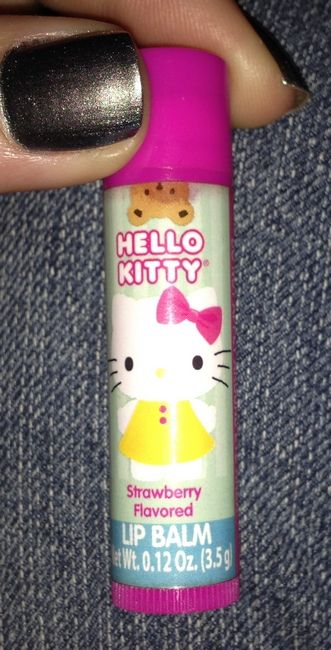 HELLO
KITTY®
Strawberry
Flavored
LIP BALM
et Wt. 0.12 Oz. (3.5 g)